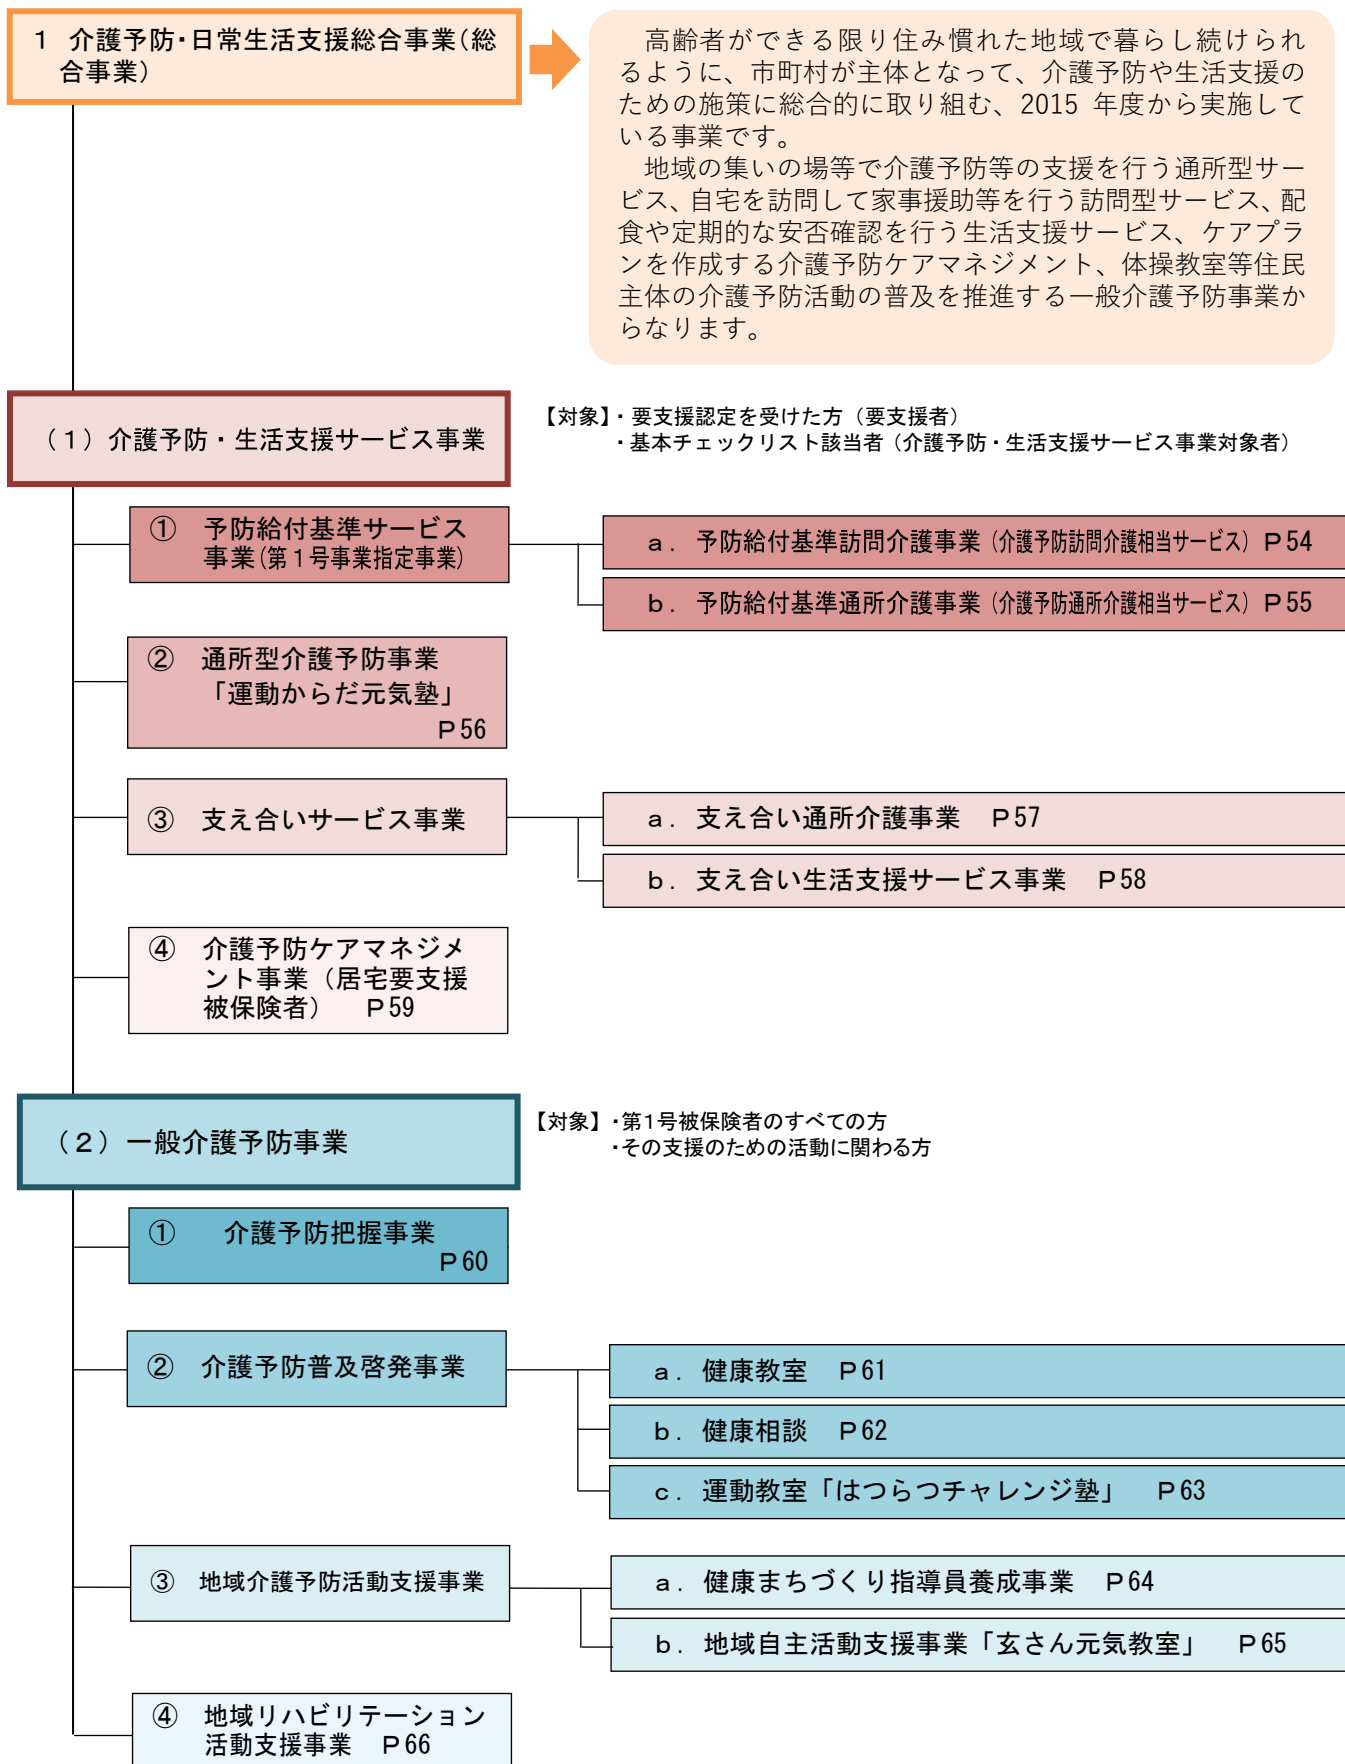 1 介護予防・日常生活支援総合事業(総
合事業)
高齢者ができる限り住み慣れた地域で暮らし続けられ
るように、市町村が主体となって、介護予防や生活支援の
ための施策に総合的に取り組む、2015 年度から実施して
いる事業です。
地域の集いの場等で介護予防等の支援を行う通所型サー
ビス、自宅を訪問して家事援助等を行う訪問型サービス、配
食や定期的な安否確認を行う生活支援サービス、ケアプラ
ンを作成する介護予防ケアマネジメント、体操教室等住民
主体の介護予防活動の普及を推進する一般介護予防事業か
らなります。
(1)介護予防・生活支援サービス事業
【対象】・要支援認定を受けた方(要支援者)
・基本チェックリスト該当者(介護予防・生活支援サービス事業対象者)
① 予防給付基準サービス
事業(第1号事業指定事業)
a. 予防給付基準訪問介護事業(介護予防訪問介護相当サービス) P54
b. 予防給付基準通所介護事業(介護予防通所介護相当サービス) P55
② 通所型介護予防事業
「運動からだ元気塾」
P56
③ 支え合いサービス事業
a. 支え合い通所介護事業 P57
b. 支え合い生活支援サービス事業 P58
④ 介護予防ケアマネジメ
ント事業(居宅要支援
被保険者) P59
(2)一般介護予防事業
【対象】・第1号被保険者のすべての方
・その支援のための活動に関わる方
① 介護予防把握事業
P60
② 介護予防普及啓発事業
a. 健康教室 P61
b. 健康相談 P62
c. 運動教室「はつらつチャレンジ塾」 P63
③ 地域介護予防活動支援事業
a. 健康まちづくり指導員養成事業 P64
b. 地域自主活動支援事業「玄さん元気教室」 P65
④ 地域リハビリテーション
活動支援事業 P66